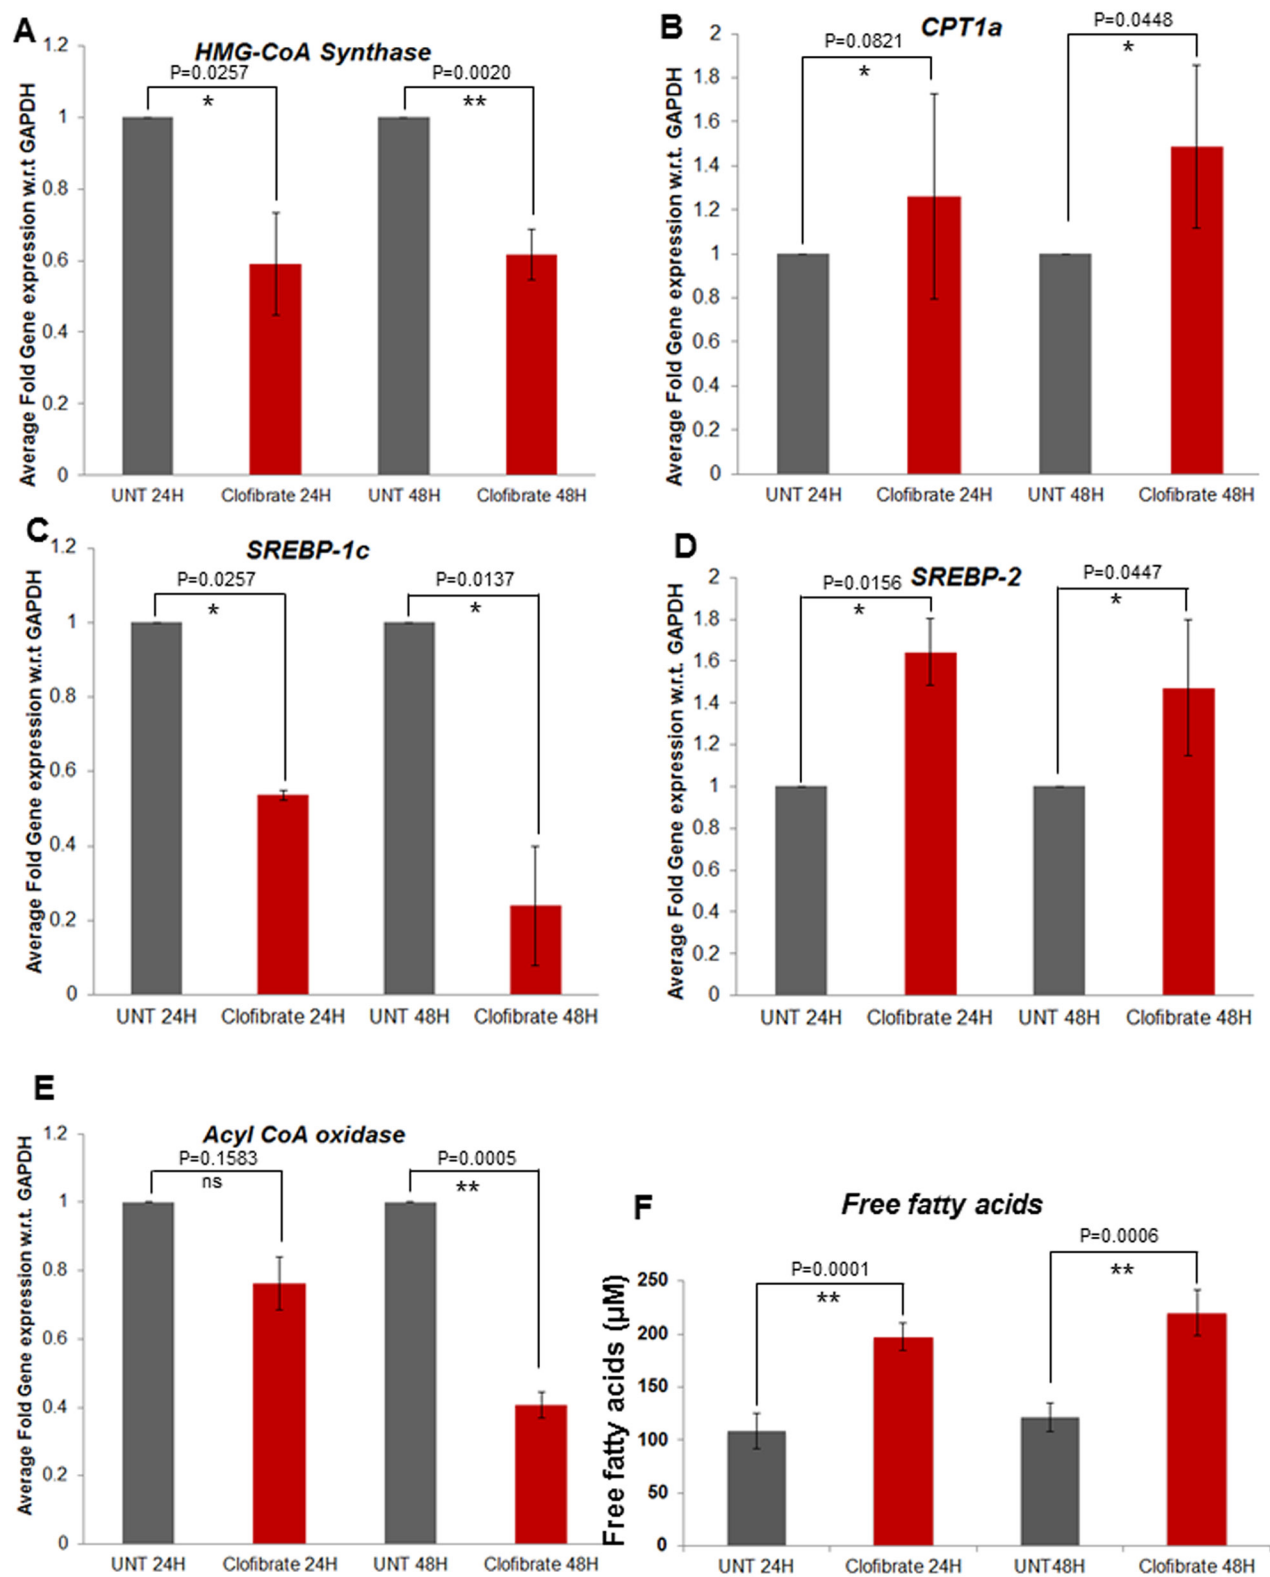 A
HMG-CoA Synthase
P=0.0257
P=0.0020
*
**
Average Fold Gene expression w.r.t GAPDH
1.2
1
0.8
0.6
0.4
0.2
0
UNT 24H Clofibrate 24H UNT 48H Clofibrate 48H
B
CPT1a
P=0.0821
P=0.0448
*
*
Average Fold Gene expression w.r.t. GAPDH
2
1.8
1.6
1.4
1.2
1
0.8
0.6
0.4
0.2
0
UNT 24H Clofibrate 24H UNT 48H Clofibrate 48H
C
SREBP-1c
P=0.0257
P=0.0137
*
*
Average Fold Gene expression w.r.t GAPDH
1.2
1
0.8
0.6
0.4
0.2
0
UNT 24H Clofibrate 24H UNT 48H Clofibrate 48H
D
SREBP-2
P=0.0156
P=0.0447
*
*
Average Fold Gene expression w.r.t. GAPDH
2
1.8
1.6
1.4
1.2
1
0.8
0.6
0.4
0.2
0
UNT 24H Clofibrate 24H UNT 48H Clofibrate 48H
E
Acyl CoA oxidase
P=0.1583
ns
P=0.0005
**
Average Fold Gene expression w.r.t. GAPDH
1.2
1
0.8
0.6
0.4
0.2
0
UNT 24H Clofibrate 24H UNT 48H Clofibrate 48H
F
Free fatty acids
P=0.0001
**
P=0.0006
**
Free fatty acids (µM)
250
200
150
100
50
0
UNT 24H Clofibrate 24H UNT48H Clofibrate 48H